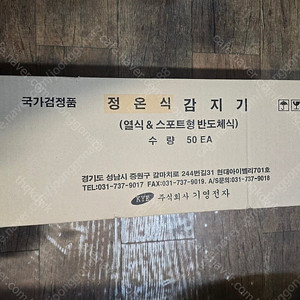 국가검정품
정온식감지기
(열식 & 스포트형 반도체식)
수 량 50 EA
경기도 성남시 중원구 갈마치로 244번길31 현대아이밸리701호
TEL:031-737-9017 FAX:031-737-9019. A/S문의:031-737-9018
KYE 주식회사 기영전자